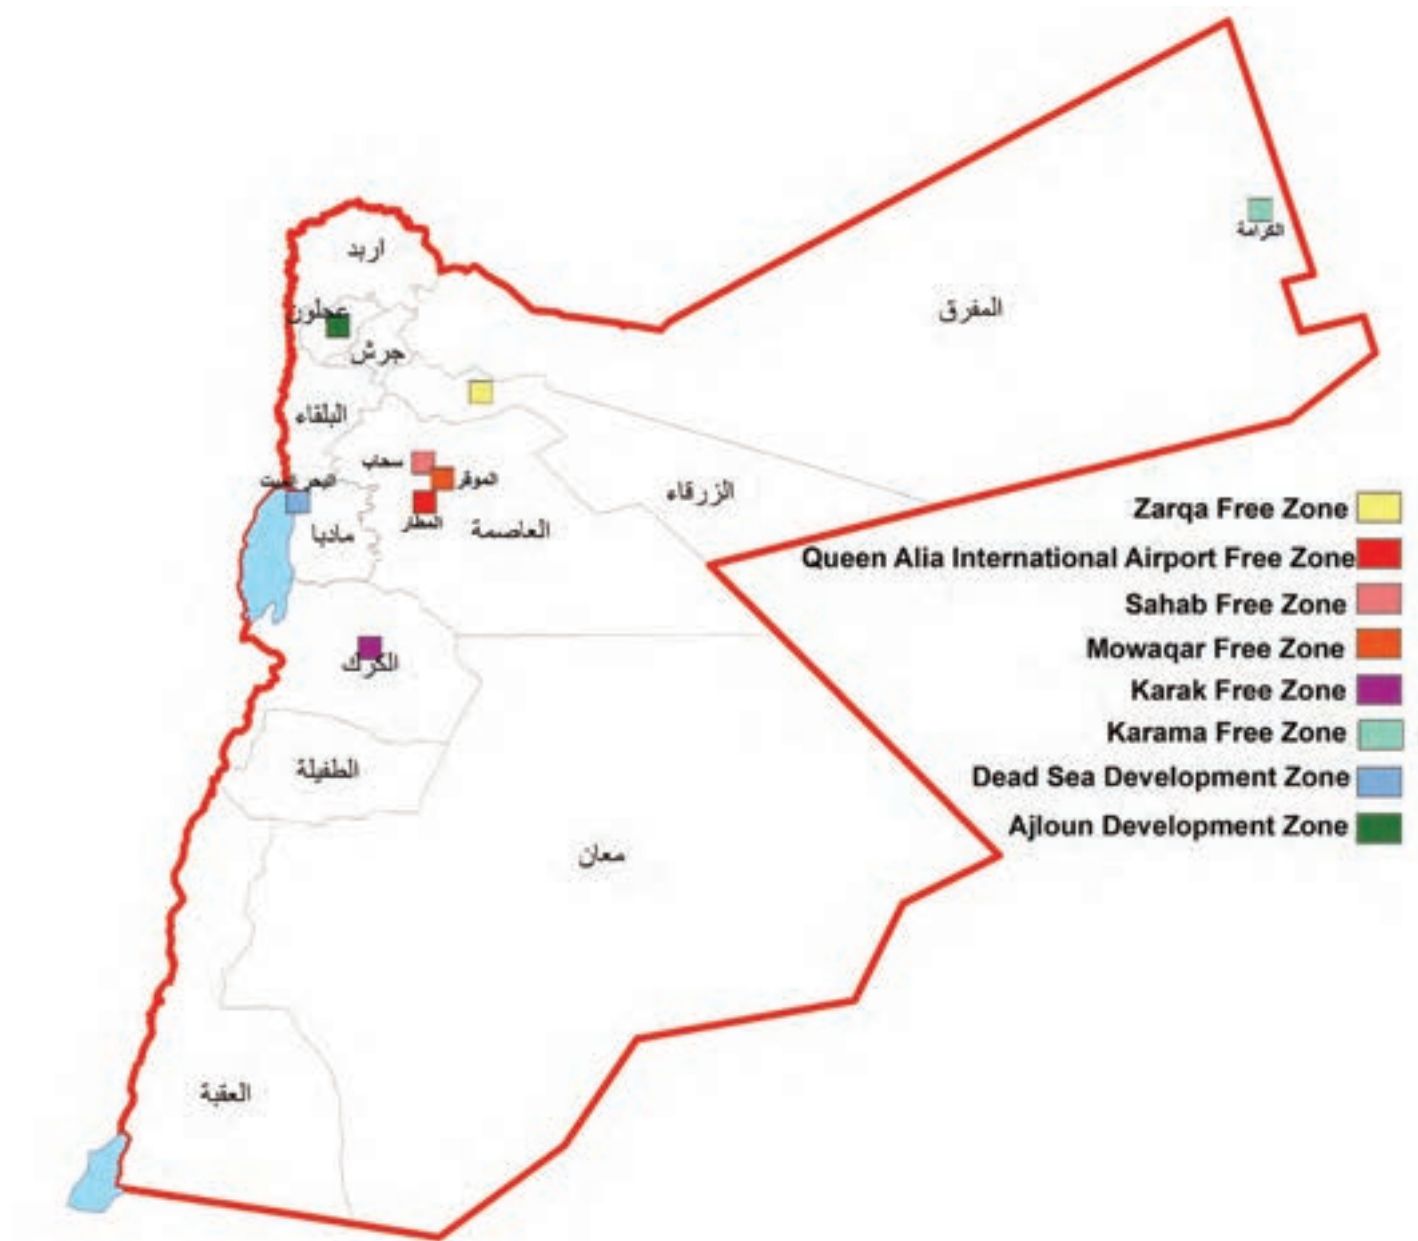 اربد
الكرامة
عجلون
المفرق
جرش
البلقاء
سحاب
الموقر
البحر الميت
الزرقاء
المطار
العاصمة
مادبا
الكرك
الطفيلة
معان
العقبة
Zarqa Free Zone
Queen Alia International Airport Free Zone
Sahab Free Zone
Mowaqar Free Zone
Karak Free Zone
Karama Free Zone
Dead Sea Development Zone
Ajloun Development Zone